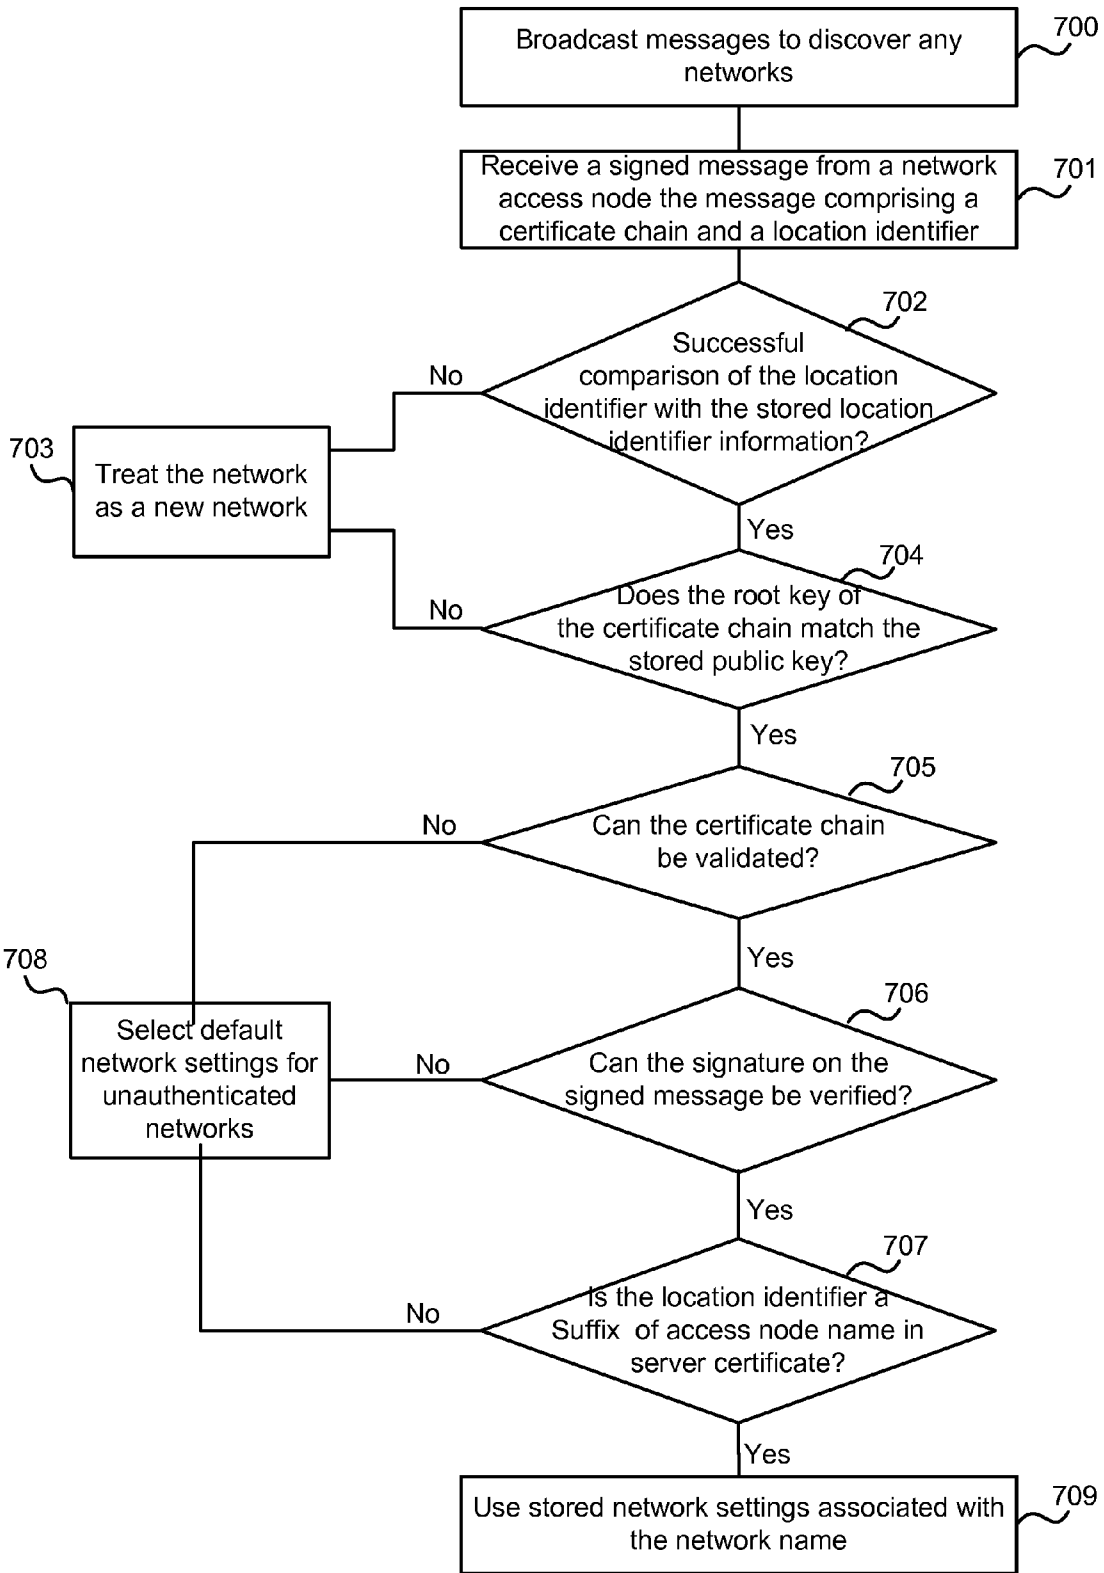 Broadcast messages to discover any
networks
700
Receive a signed message from a network
access node the message comprising a
certificate chain and a location identifier
701
702
Successful
comparison of the location
identifier with the stored location
identifier information?
No
703
Treat the network
as a new network
Yes
704
Does the root key of
the certificate chain match the
stored public key?
No
Yes
705
Can the certificate chain
be validated?
No
Yes
708
Select default
network settings for
unauthenticated
networks
706
Can the signature on the
signed message be verified?
No
Yes
707
Is the location identifier a
Suffix of access node name in
server certificate?
No
Yes
Use stored network settings associated with
the network name
709